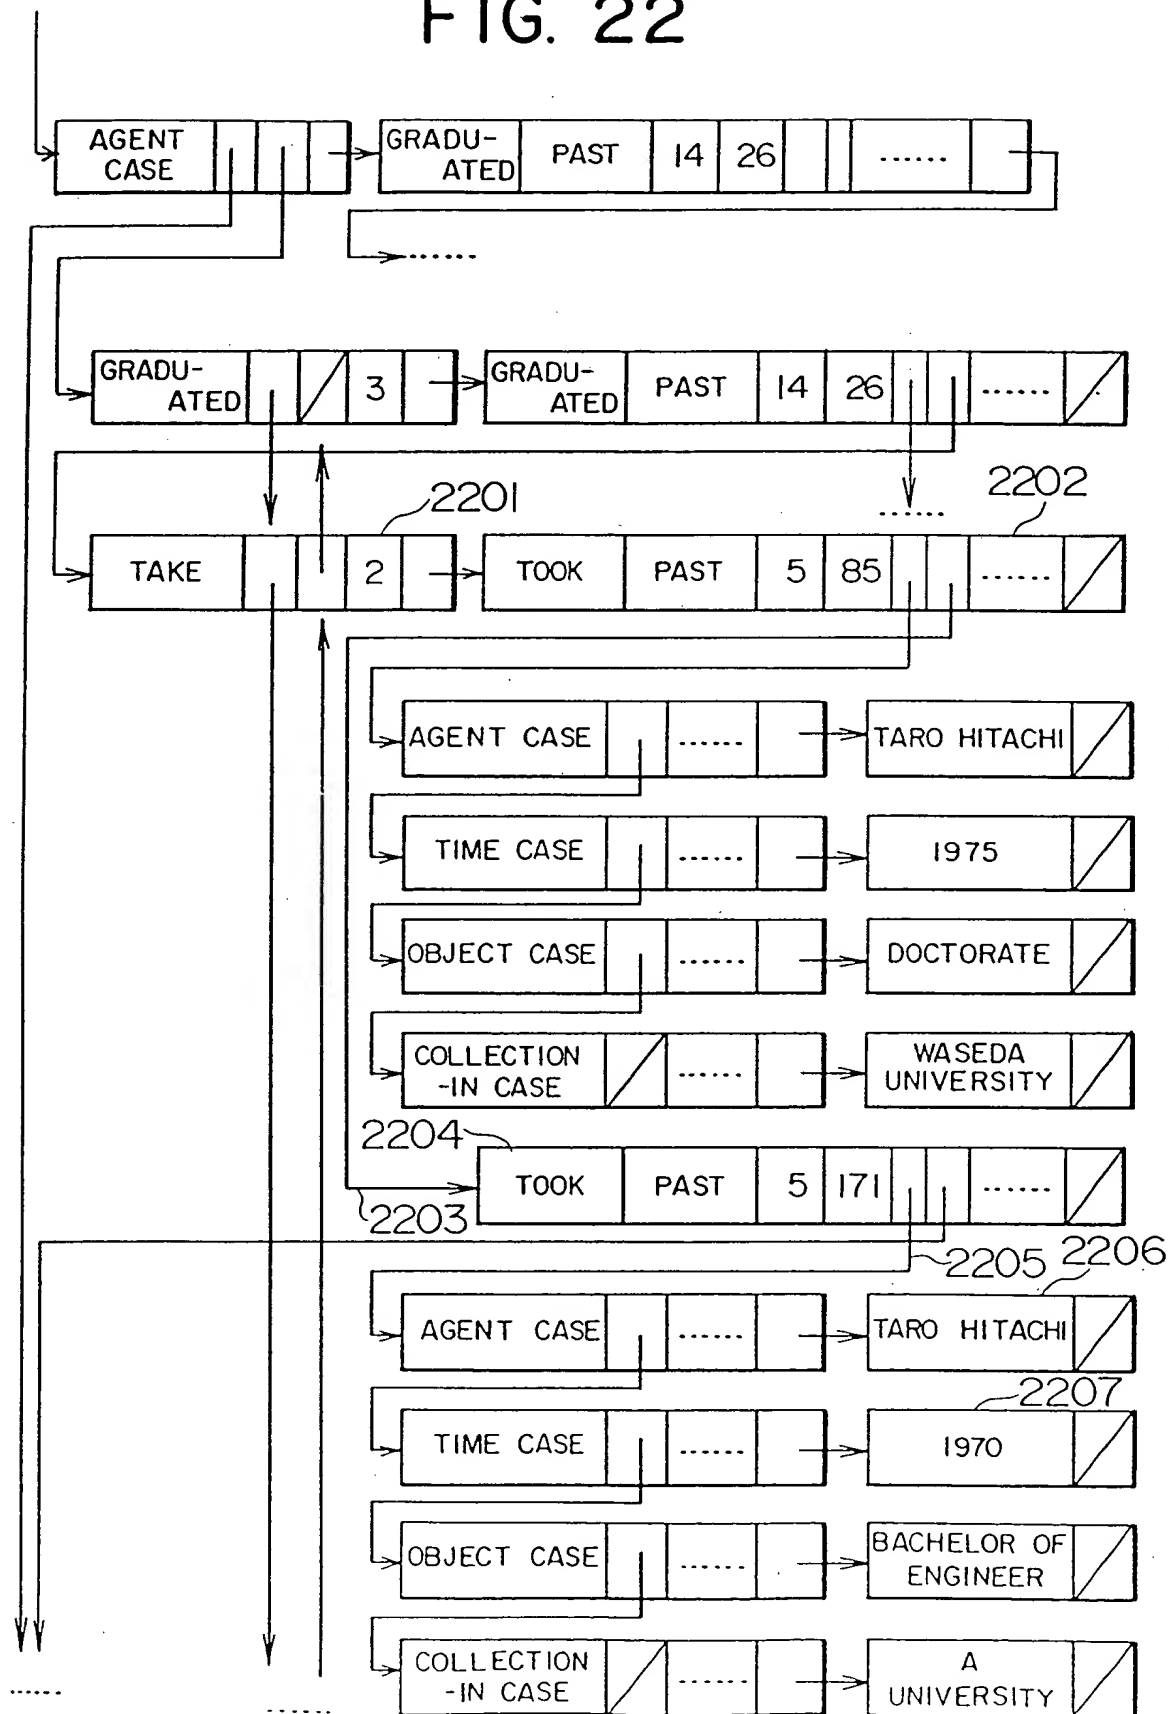 FIG. 22
AGENT
CASE
GRADU-
ATED
PAST
14
26
.......
.......
GRADU-
ATED
3
GRADU-
ATED
PAST
14
26
.......
2201
2202
.......
TAKE
2
TOOK
PAST
5
85
.......
AGENT CASE
.......
TARO HITACHI
TIME CASE
.......
1975
OBJECT CASE
.......
DOCTORATE
COLLECTION
-IN CASE
.......
WASEDA
UNIVERSITY
2204
TOOK
PAST
5
171
.......
2203
2205
2206
AGENT CASE
.......
TARO HITACHI
2207
TIME CASE
.......
1970
OBJECT CASE
.......
BACHELOR OF
ENGINEER
COLLECTION
-IN CASE
.......
A
UNIVERSITY
......
.......